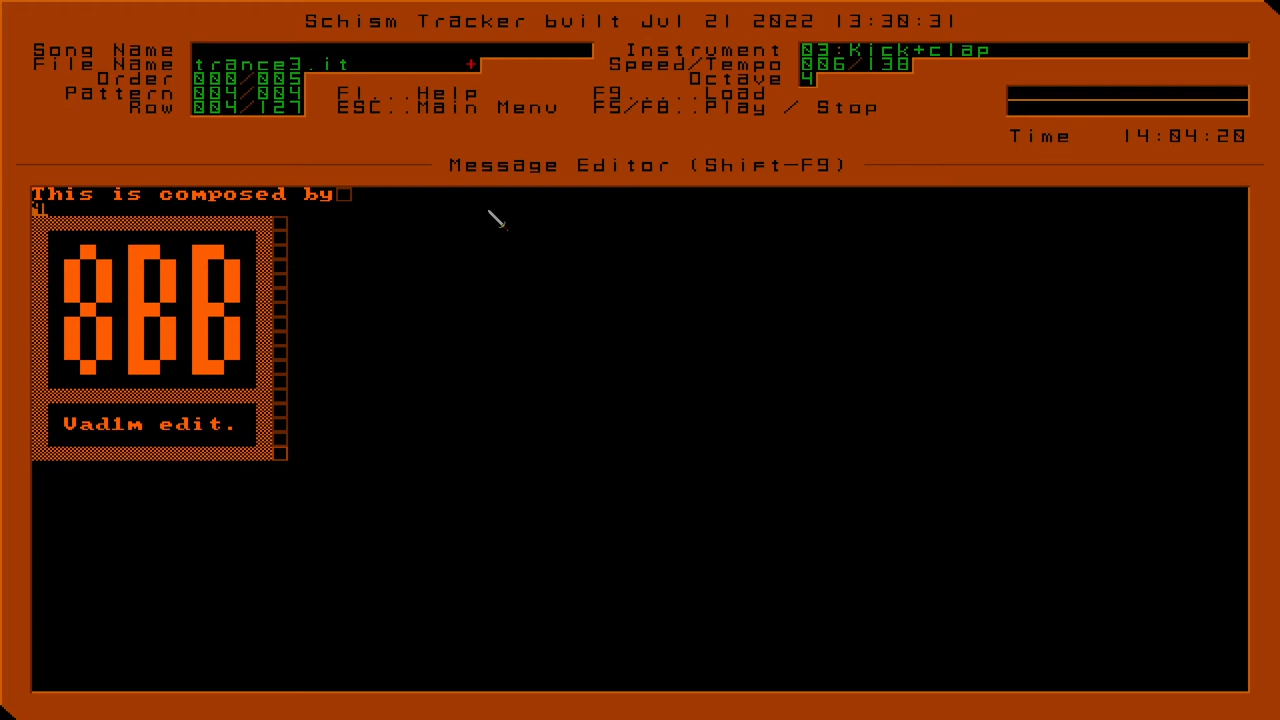 Schism Tracker built Jul 21 2022 13:30:31
Song Name
Instrument 03:Kick+clap
File Name trance3.it +
Speed/Tempo 006/138
Order 000/005
Octave 4
Pattern 004/004
F1...Help
F9.....Load
Row 004/127
ESC..Main Menu
F5/F8..Play / Stop
Time 14:04:20
Message Editor (Shift-F9)
This is composed by
8BB
Vad1m edit.